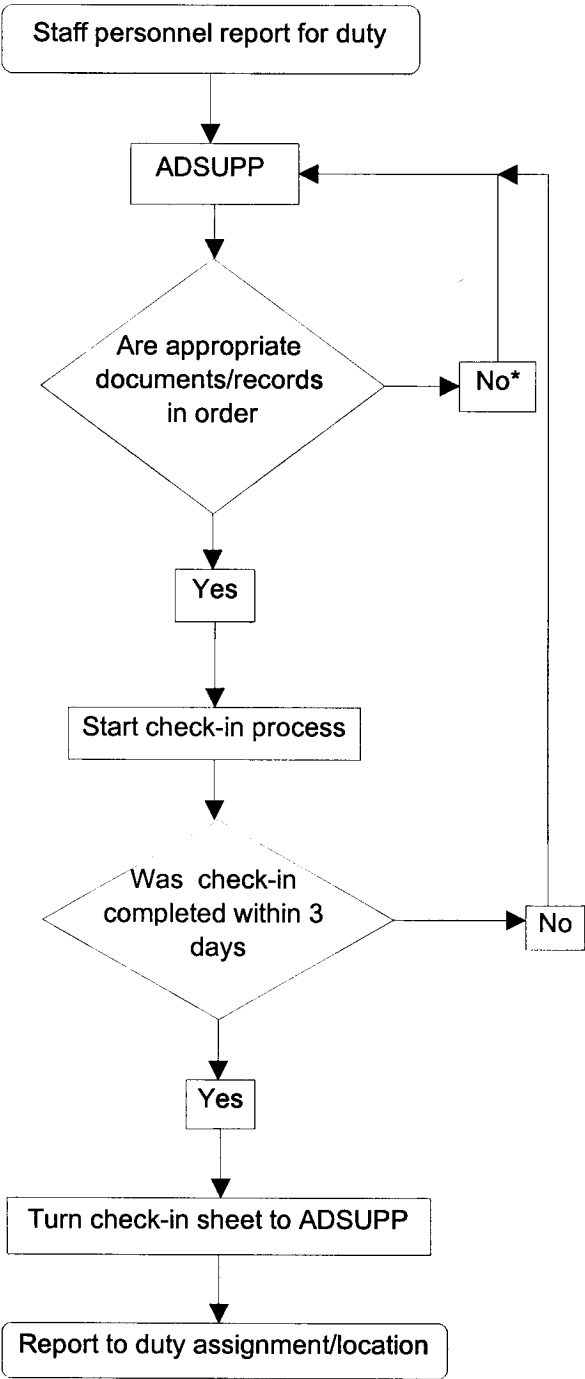 Staff personnel report for duty
ADSUPP
Are appropriate
documents/records
in order
No*
Yes
Start check-in process
Was check-in
completed within 3
days
No
Yes
Turn check-in sheet to ADSUPP
Report to duty assignment/location